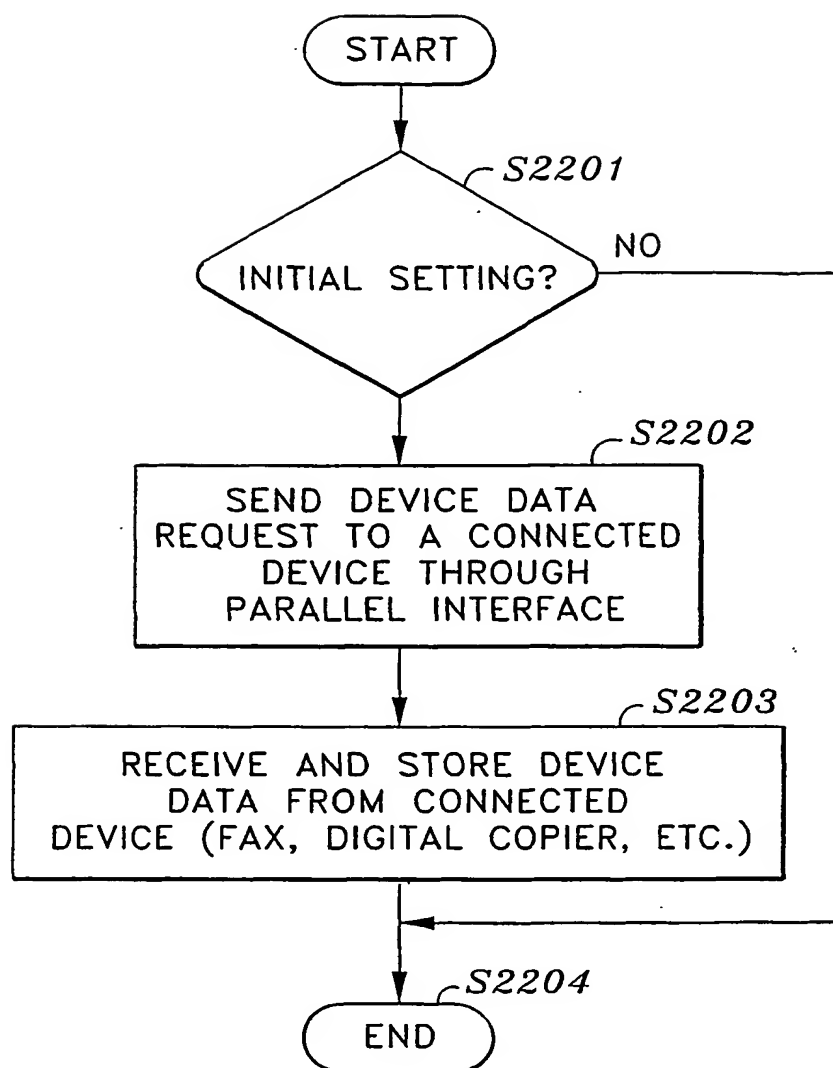 START
S2201
INITIAL SETTING?
NO
S2202
SEND DEVICE DATA
REQUEST TO A CONNECTED
DEVICE THROUGH
PARALLEL INTERFACE
S2203
RECEIVE AND STORE DEVICE
DATA FROM CONNECTED
DEVICE (FAX, DIGITAL COPIER, ETC.)
S2204
END